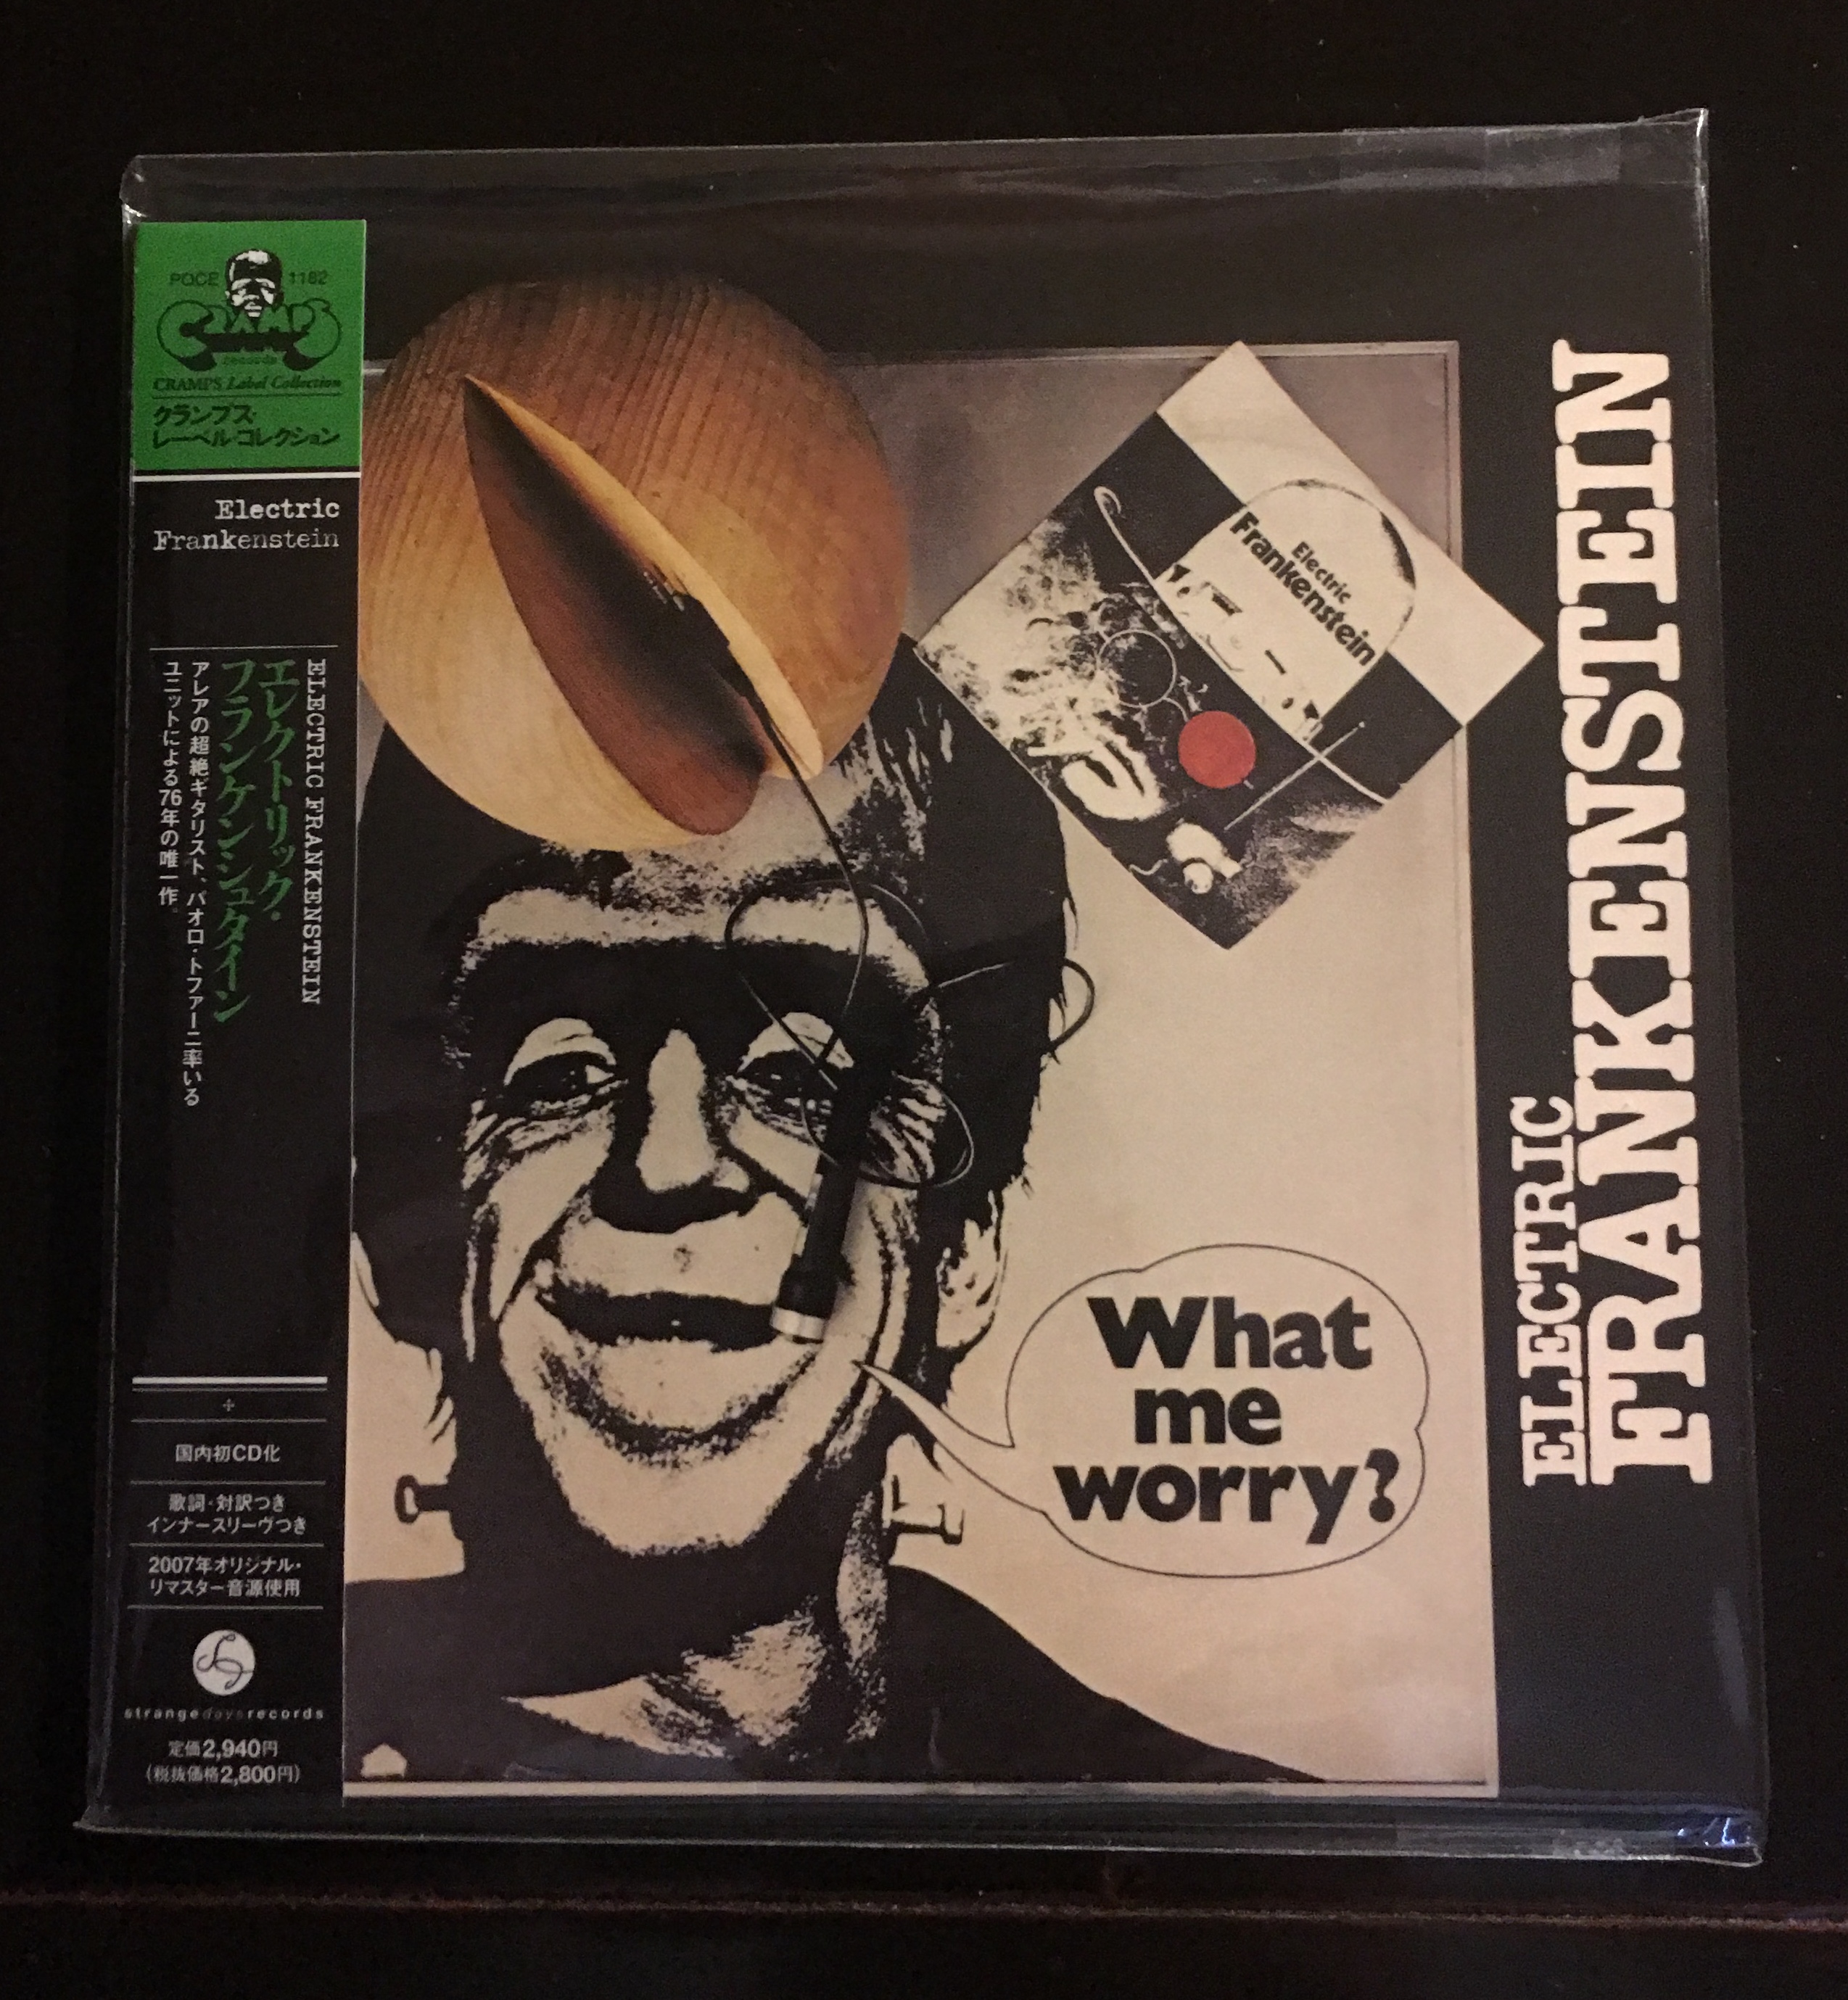 POCE 1182
CRAMPS
records
CRAMPS Label Collection
クランプス・
レーベル・コレクション
Electric
Frankenstein
ELECTRIC FRANKENSTEIN
エレクトリック・
フランケンシュタイン
アレアの超絶ギタリスト、パオロ・トファーニ率いる
ユニットによる76年の唯一作。
国内初CD化
歌詞・対訳つき
インナースリーヴつき
2007年オリジナル・
リマスター音源使用
strangedaysrecords
定価2,940円
(税抜価格2,800円)
Electric
Frankenstein
What
me
worry?
ELECTRIC
FRANKENSTEIN